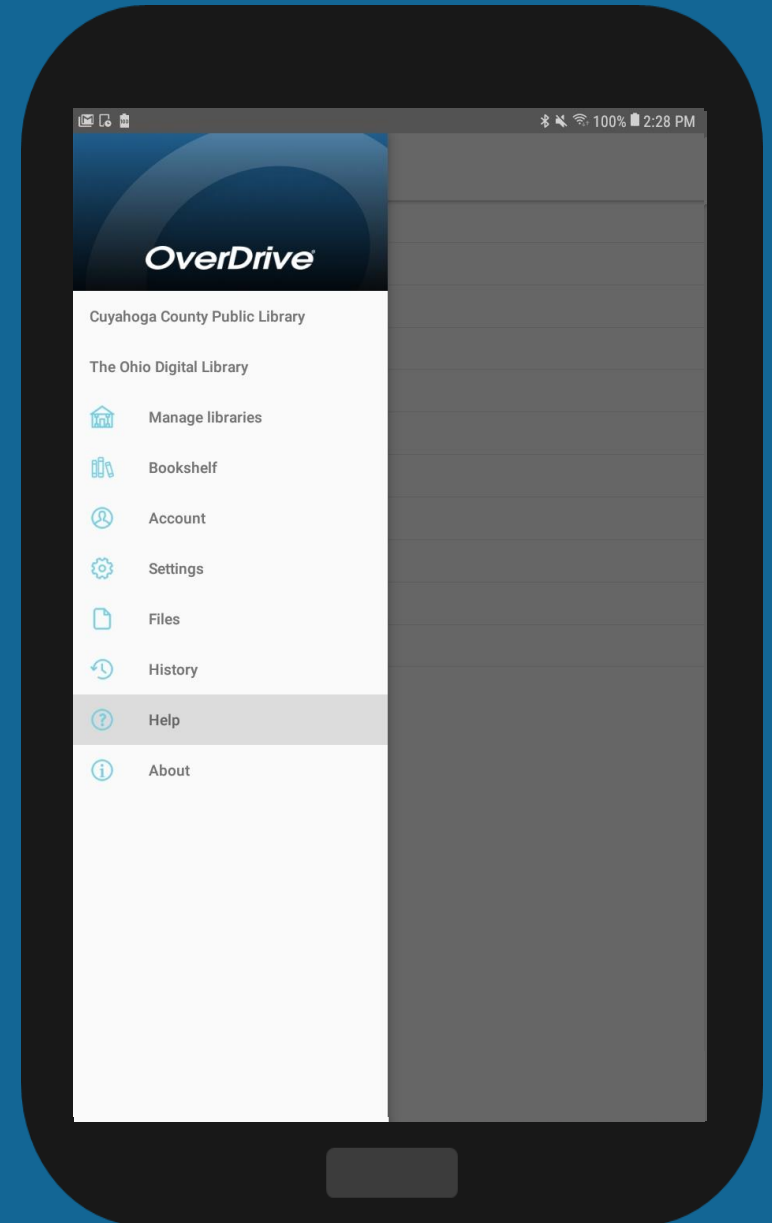 100% 2:28 PM
OverDrive
Cuyahoga County Public Library
The Ohio Digital Library
Manage libraries
Bookshelf
Account
Settings
Files
History
Help
About